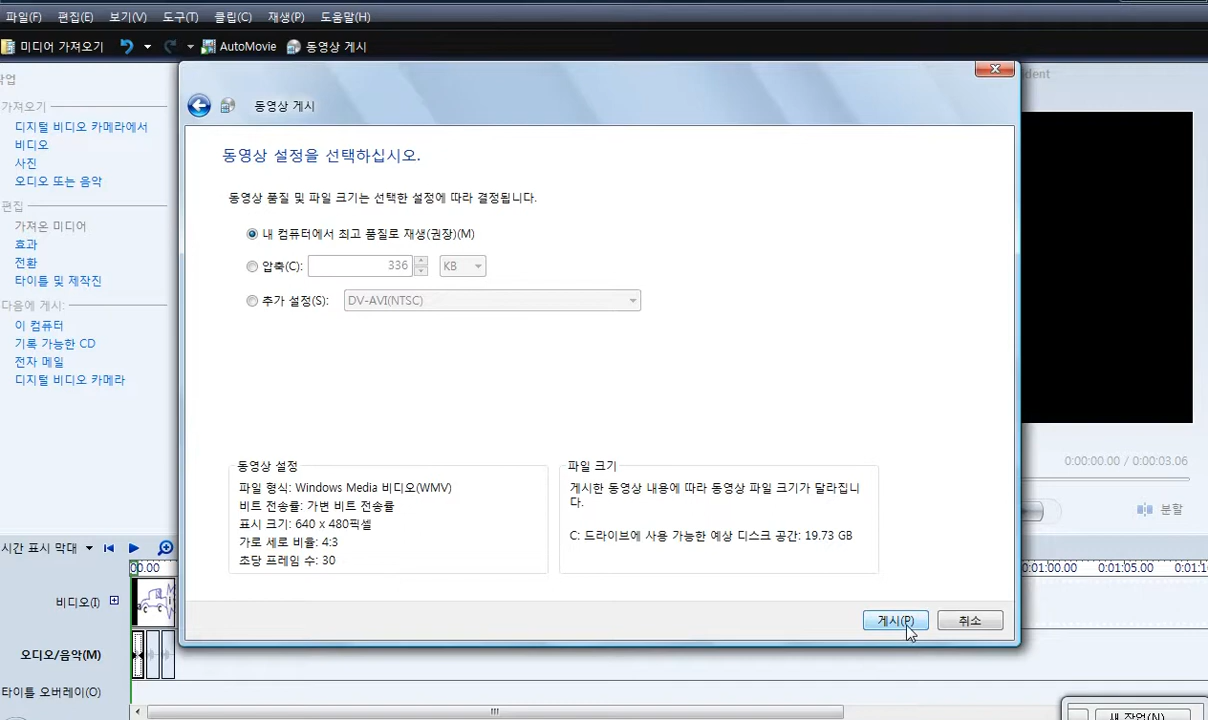 파일(F) 편집(E) 보기(V) 도구(T) 클립(C) 재생(P) 도움말(H)
미디어 가져오기 AutoMovie 동영상 게시
작업
가져오기
디지털 비디오 카메라에서
비디오
사진
오디오 또는 음악
편집
가져온 미디어
효과
전환
타이틀 및 제작진
다음에 게시:
이 컴퓨터
기록 가능한 CD
전자 메일
디지털 비디오 카메라
동영상 게시
동영상 설정을 선택하십시오.
동영상 품질 및 파일 크기는 선택한 설정에 따라 결정됩니다.
내 컴퓨터에서 최고 품질로 재생(권장)(M)
압축(C): 336 KB
추가 설정(S): DV-AVI(NTSC)
동영상 설정
파일 형식: Windows Media 비디오(WMV)
비트 전송률: 가변 비트 전송률
표시 크기: 640 x 480픽셀
가로 세로 비율: 4:3
초당 프레임 수: 30
파일 크기
게시한 동영상 내용에 따라 동영상 파일 크기가 달라집니
다.
C: 드라이브에 사용 가능한 예상 디스크 공간: 19.73 GB
게시(P) 취소
dent
0:00:00.00 / 0:00:03.06
분할
시간 표시 막대
00.00 0:01:00.00 0:01:05.00 0:01:1
비디오(I)
오디오/음악(M)
타이틀 오버레이(O)
새 작업(N)